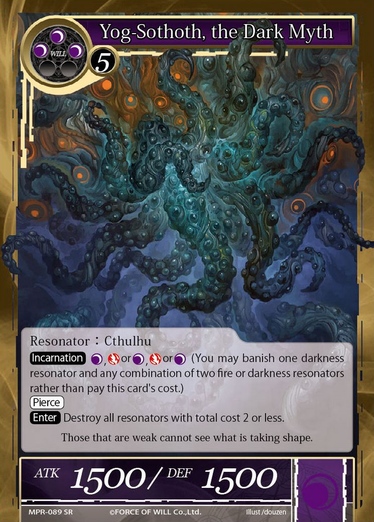 Yog-Sothoth, the Dark Myth
WILL
5
Resonator : Cthulhu
Incarnation , or , or (You may banish one darkness
resonator and any combination of two fire or darkness resonators
rather than pay this card's cost.)
Pierce
Enter Destroy all resonators with total cost 2 or less.
Those that are weak cannot see what is taking shape.
ATK 1500/ DEF 1500
MPR-089 SR ©FORCE OF WILL Co.,Ltd. Illust/douzen